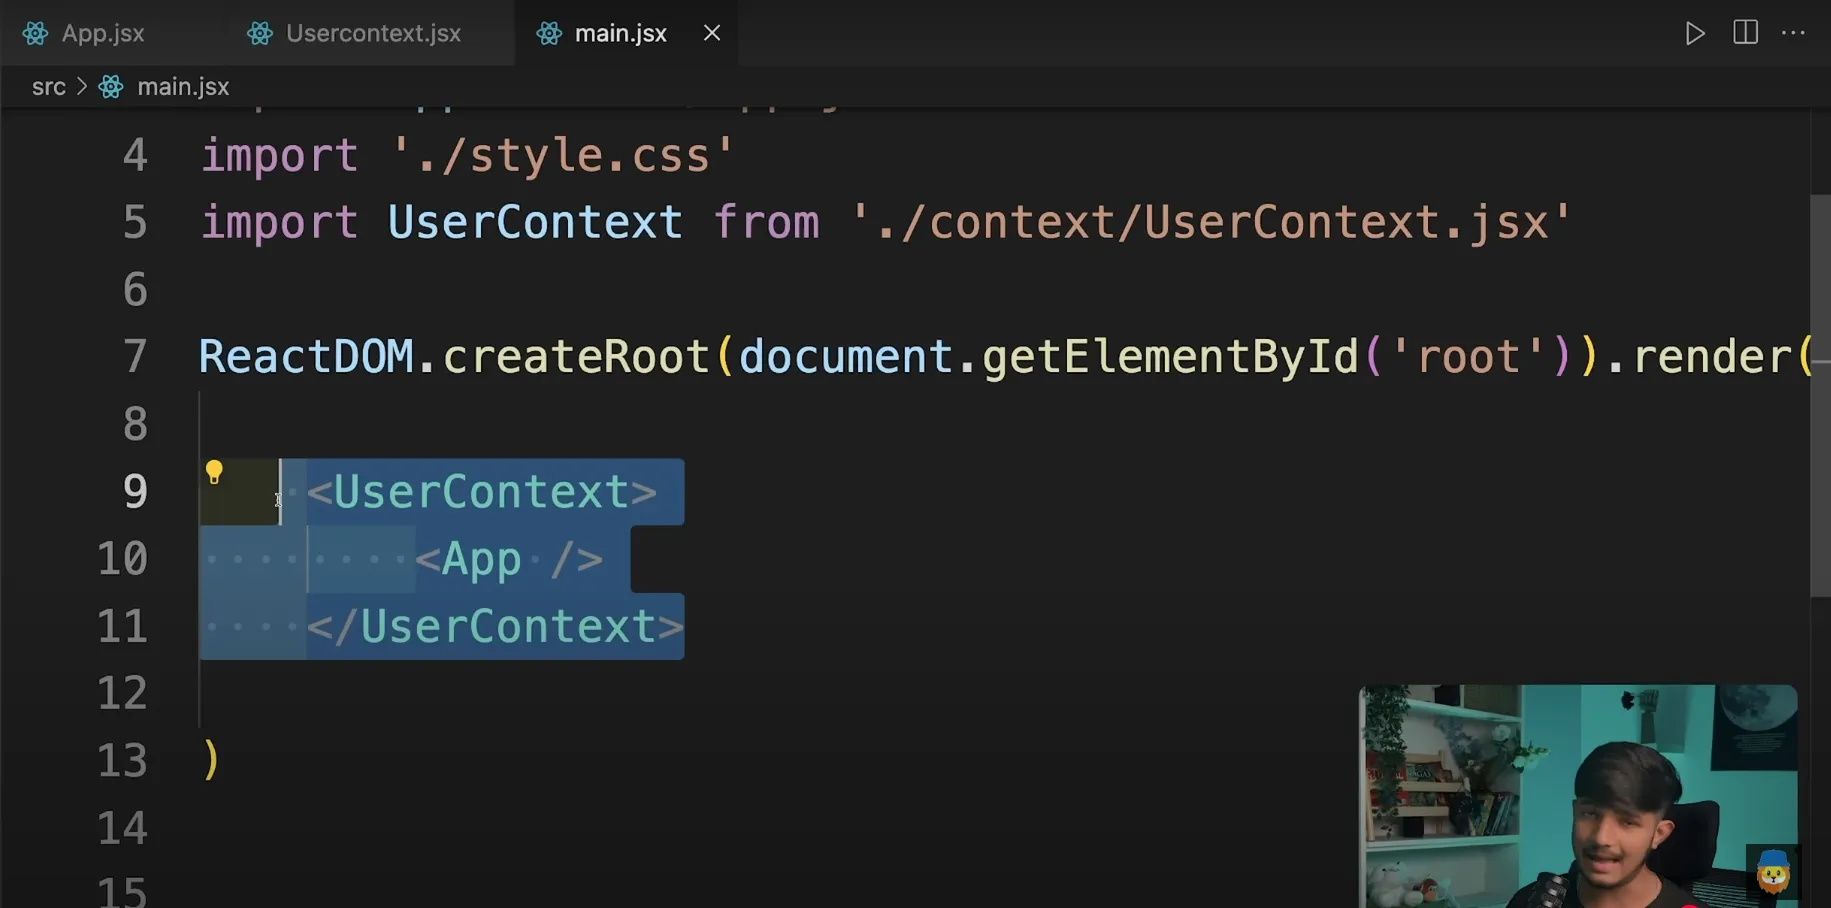 App.jsx
Usercontext.jsx
main.jsx
src > main.jsx
4 import './style.css'
5 import UserContext from './context/UserContext.jsx'
6
7 ReactDOM.createRoot(document.getElementById('root')).render(
8
9 <UserContext>
10 <App />
11 </UserContext>
12
13 )
14
15